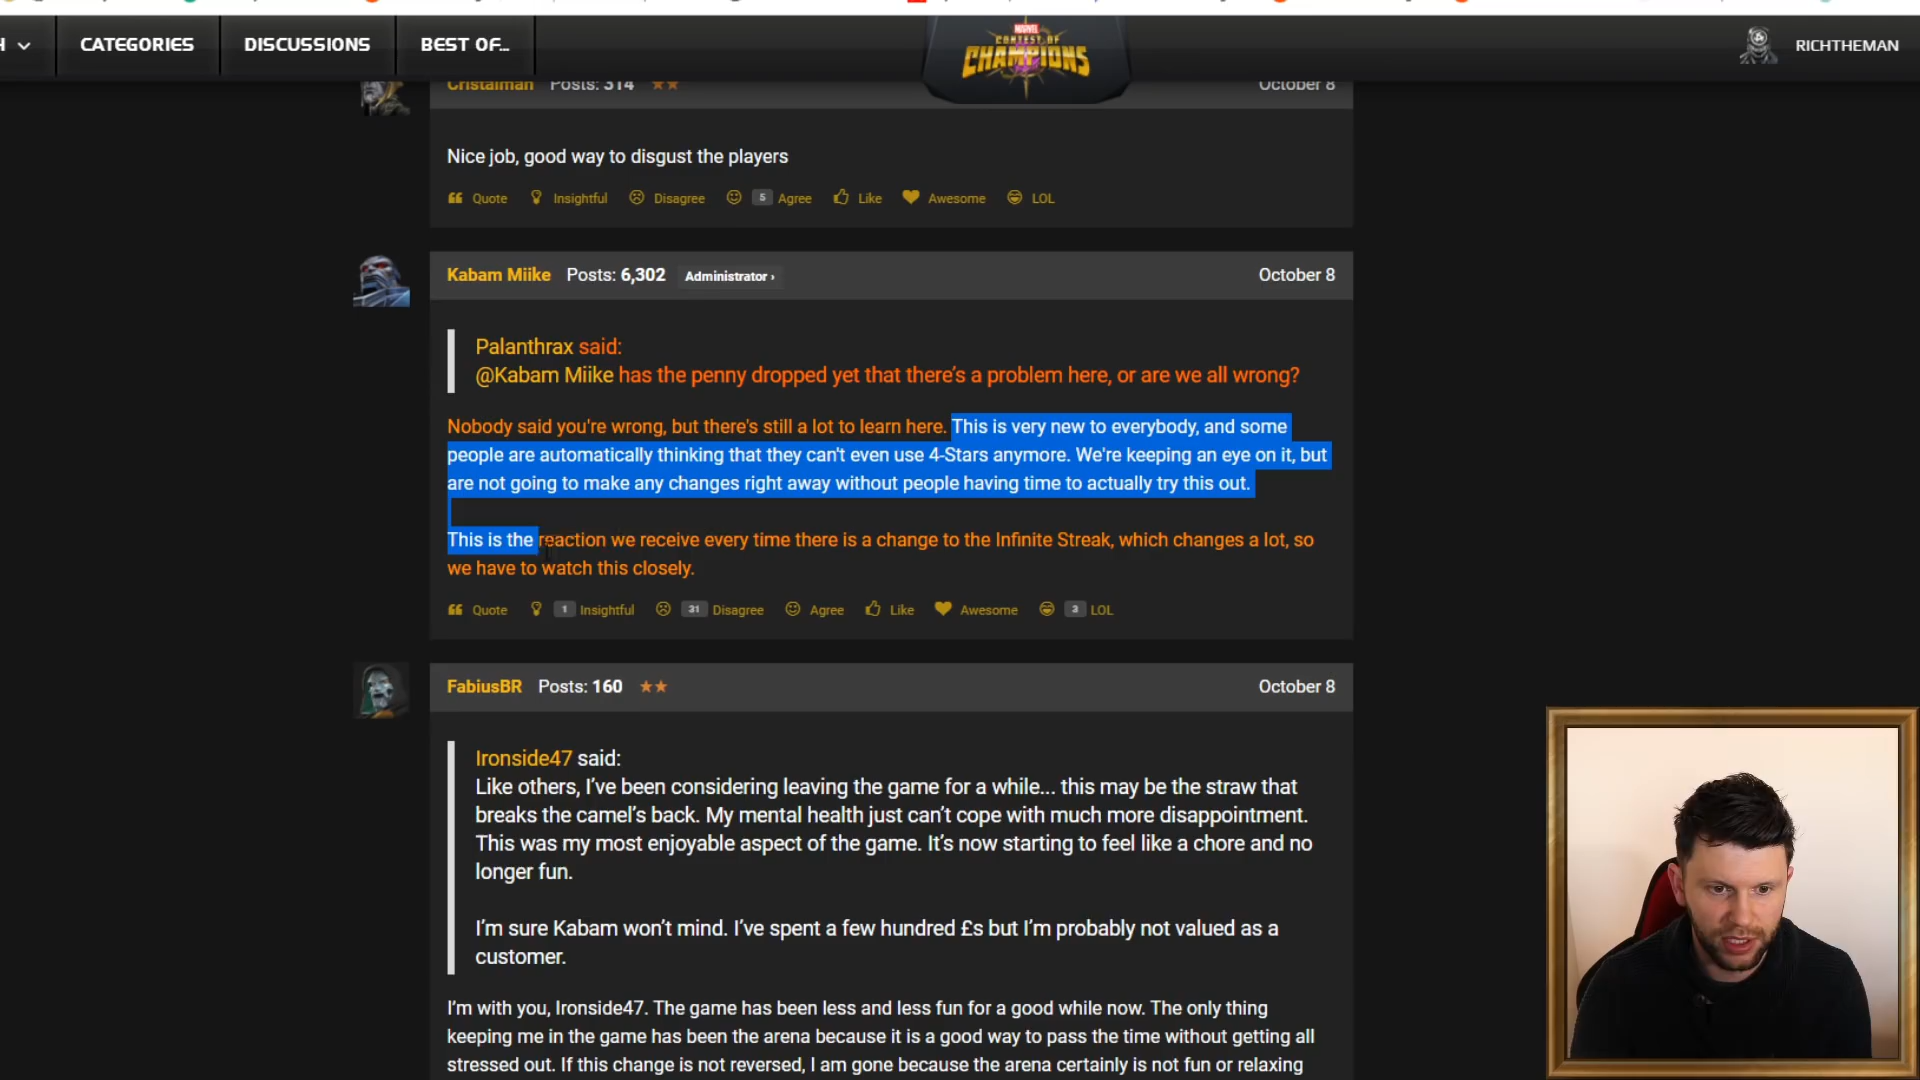 H
CATEGORIES
DISCUSSIONS
BEST OF...
MARVEL
CONTEST OF
CHAMPIONS
RICHTHEMAN
Cristalman Posts: 314 October 8
Nice job, good way to disgust the players
Quote Insightful Disagree 5 Agree Like Awesome LOL
Kabam Miike Posts: 6,302 Administrator › October 8
Palanthrax said:
@Kabam Miike has the penny dropped yet that there's a problem here, or are we all wrong?
Nobody said you're wrong, but there's still a lot to learn here. This is very new to everybody, and some
people are automatically thinking that they can't even use 4-Stars anymore. We're keeping an eye on it, but
are not going to make any changes right away without people having time to actually try this out.
This is the reaction we receive every time there is a change to the Infinite Streak, which changes a lot, so
we have to watch this closely.
Quote 1 Insightful 31 Disagree Agree Like Awesome 3 LOL
FabiusBR Posts: 160 October 8
Ironside47 said:
Like others, I've been considering leaving the game for a while... this may be the straw that
breaks the camel's back. My mental health just can't cope with much more disappointment.
This was my most enjoyable aspect of the game. It's now starting to feel like a chore and no
longer fun.
I'm sure Kabam won't mind. I've spent a few hundred £s but I'm probably not valued as a
customer.
I'm with you, Ironside47. The game has been less and less fun for a good while now. The only thing
keeping me in the game has been the arena because it is a good way to pass the time without getting all
stressed out. If this change is not reversed, I am gone because the arena certainly is not fun or relaxing